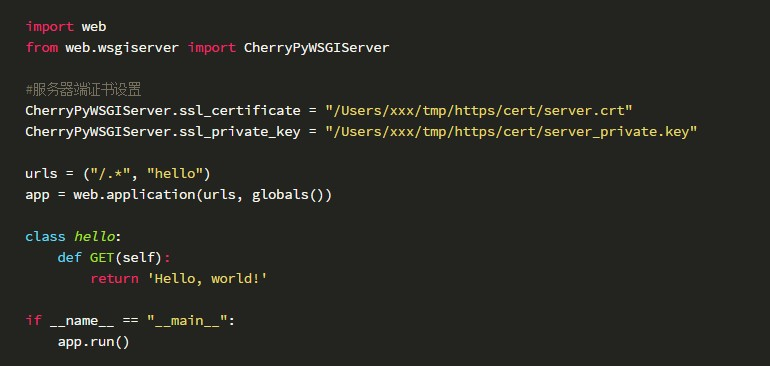 import web
from web.wsgiserver import CherryPyWSGIServer
#服务器端证书设置
CherryPyWSGIServer.ssl_certificate = "/Users/xxx/tmp/https/cert/server.crt"
CherryPyWSGIServer.ssl_private_key = "/Users/xxx/tmp/https/cert/server_private.key"
urls = ("/.*", "hello")
app = web.application(urls, globals())
class hello:
    def GET(self):
        return 'Hello, world!'
if __name__ == "__main__":
    app.run()